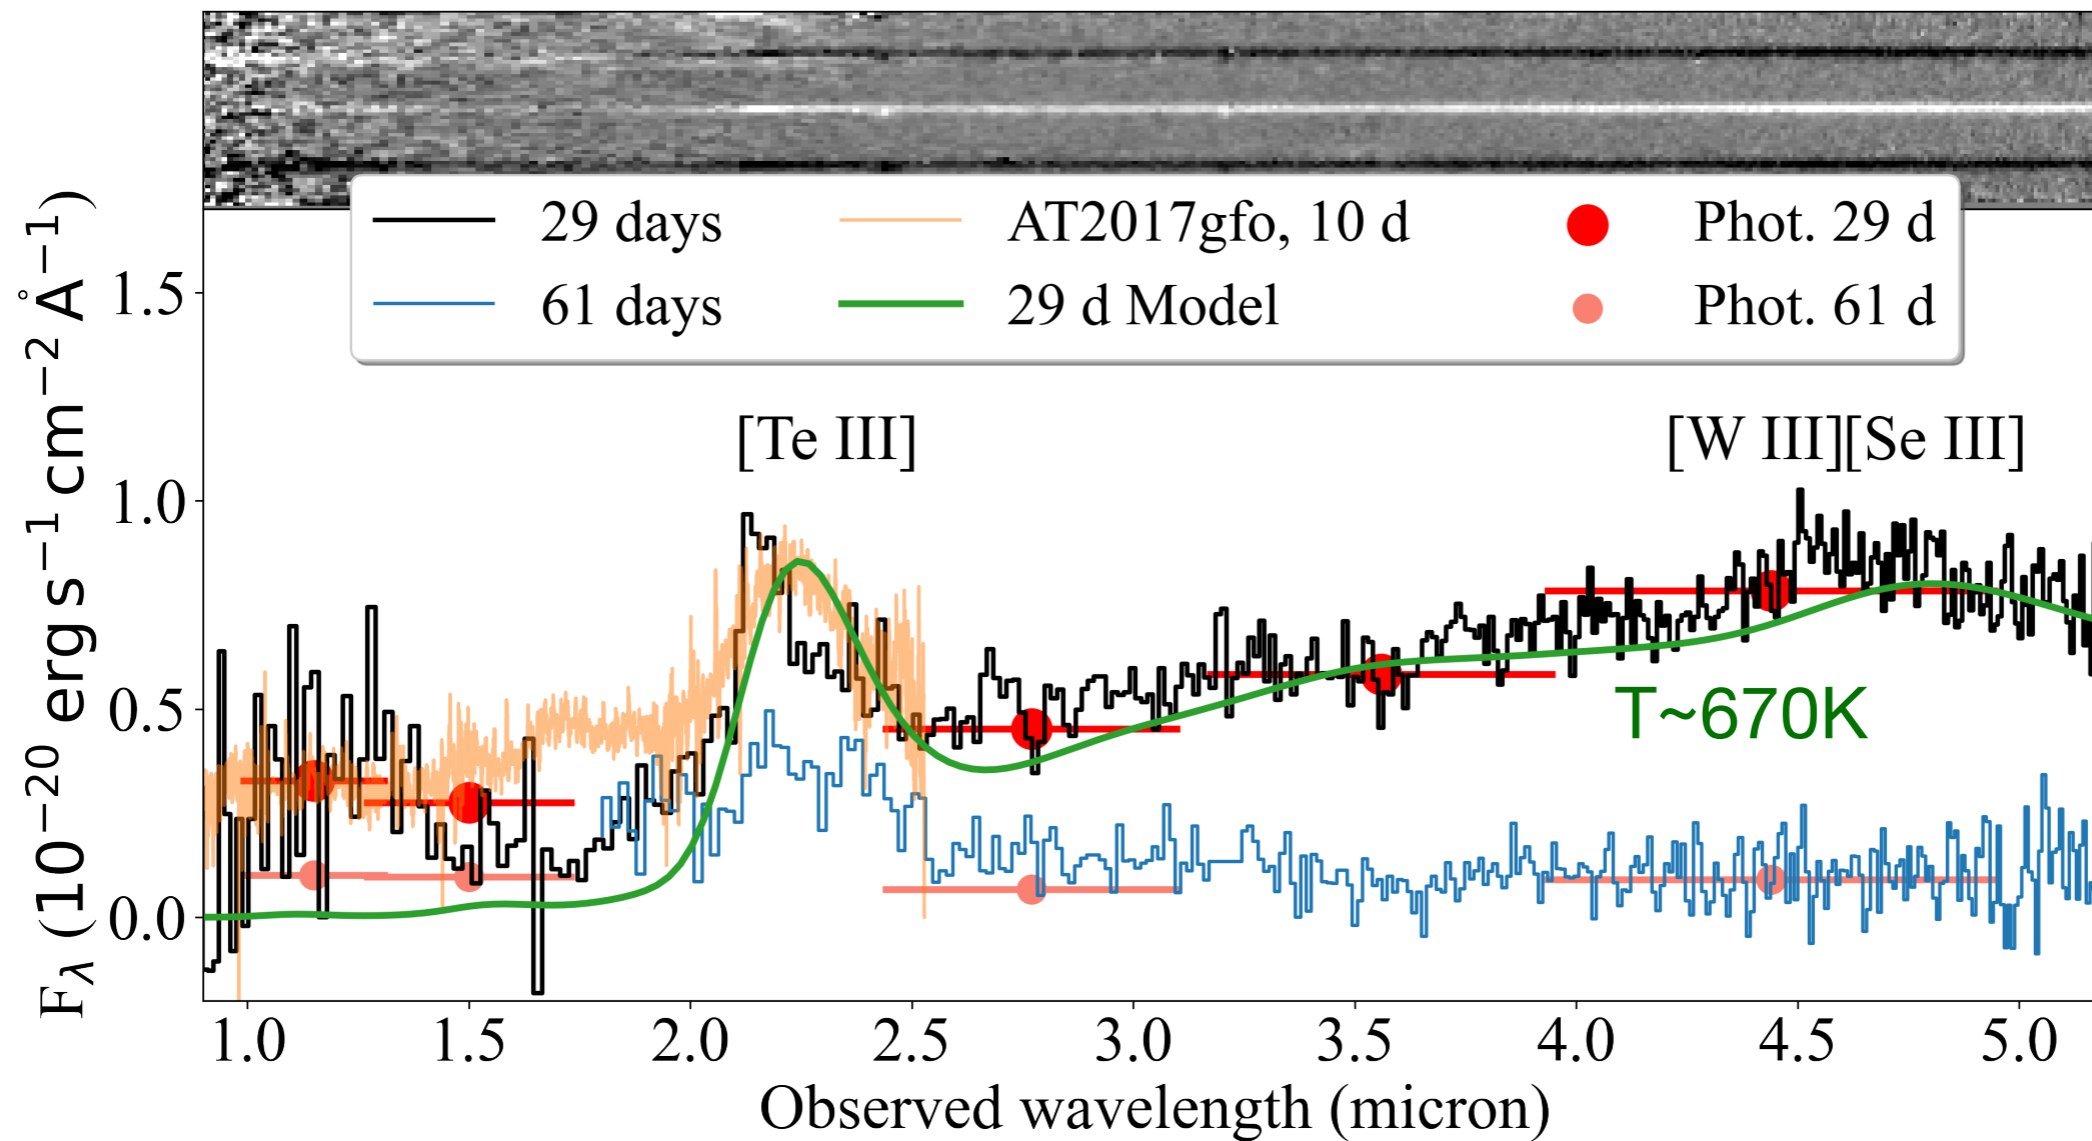 29 days
AT2017gfo, 10 d
Phot. 29 d
61 days
29 d Model
Phot. 61 d
F_λ (10⁻²⁰ erg s⁻¹ cm⁻² Å⁻¹)
1.5
1.0
0.5
0.0
[Te III]
[W III][Se III]
T~670K
1.0 1.5 2.0 2.5 3.0 3.5 4.0 4.5 5.0
Observed wavelength (micron)